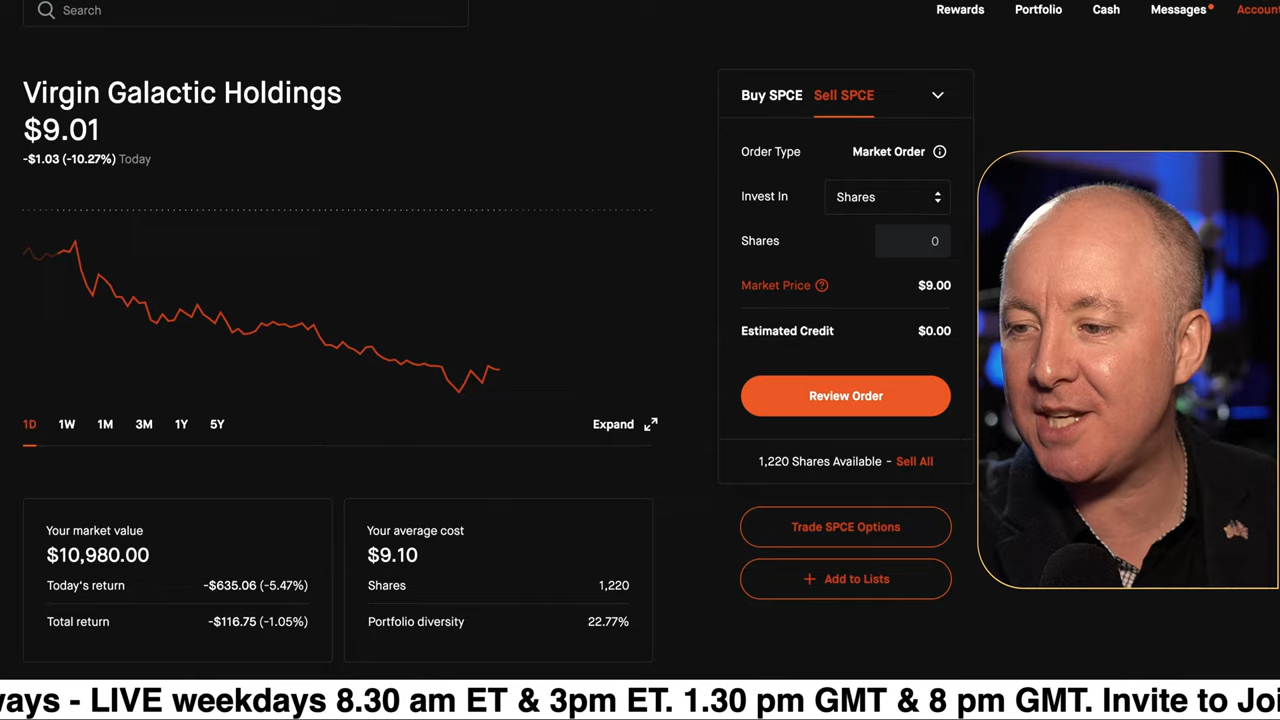 Search
Rewards Portfolio Cash Messages Accoun
Virgin Galactic Holdings
$9.01
-$1.03 (-10.27%) Today
1D 1W 1M 3M 1Y 5Y
Expand
Buy SPCE Sell SPCE
Order Type Market Order
Invest In Shares
Shares 0
Market Price $9.00
Estimated Credit $0.00
Review Order
1,220 Shares Available - Sell All
Trade SPCE Options
+ Add to Lists
Your market value
$10,980.00
Today's return -$635.06 (-5.47%)
Total return -$116.75 (-1.05%)
Your average cost
$9.10
Shares 1,220
Portfolio diversity 22.77%
ways - LIVE weekdays 8.30 am ET & 3pm ET. 1.30 pm GMT & 8 pm GMT. Invite to Joi